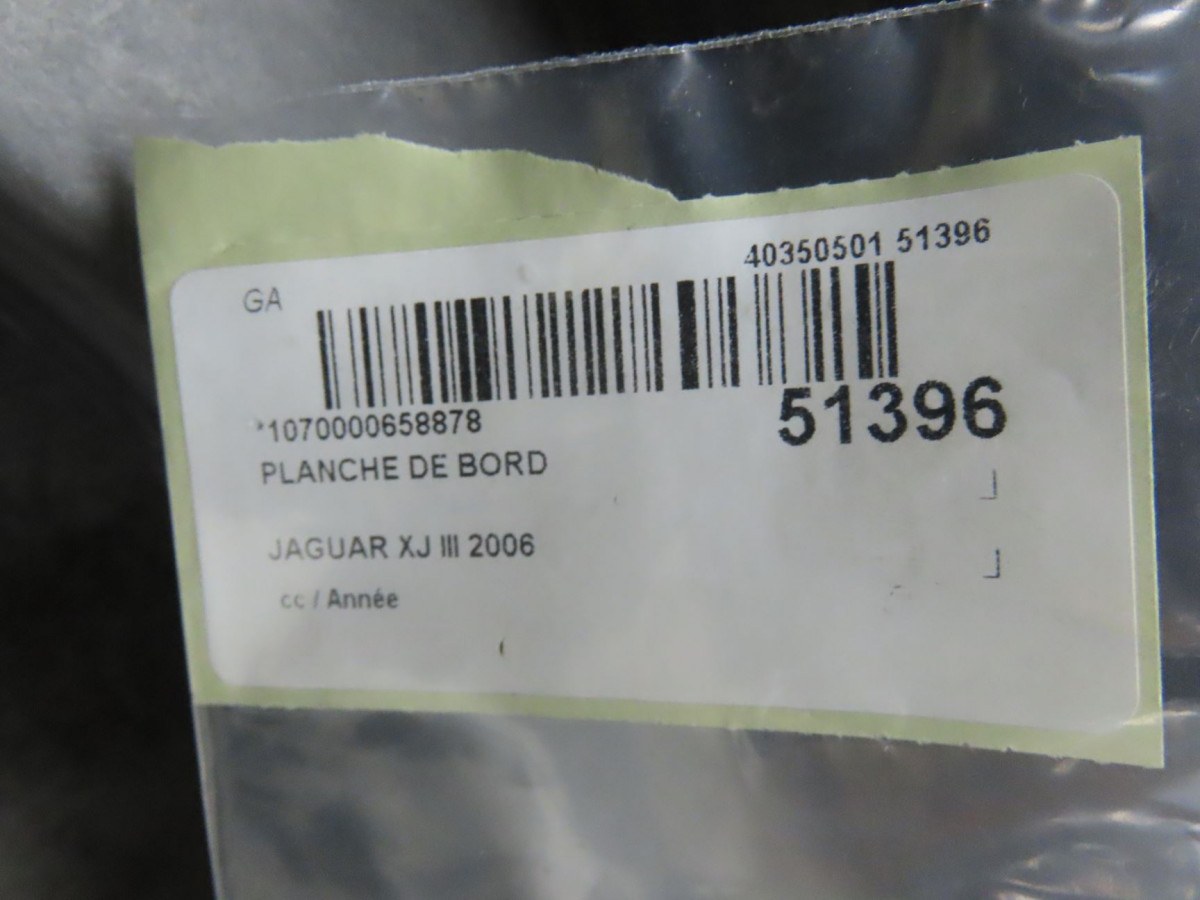 40350501 51396
GA
*1070000658878
51396
PLANCHE DE BORD
JAGUAR XJ III 2006
cc / Année